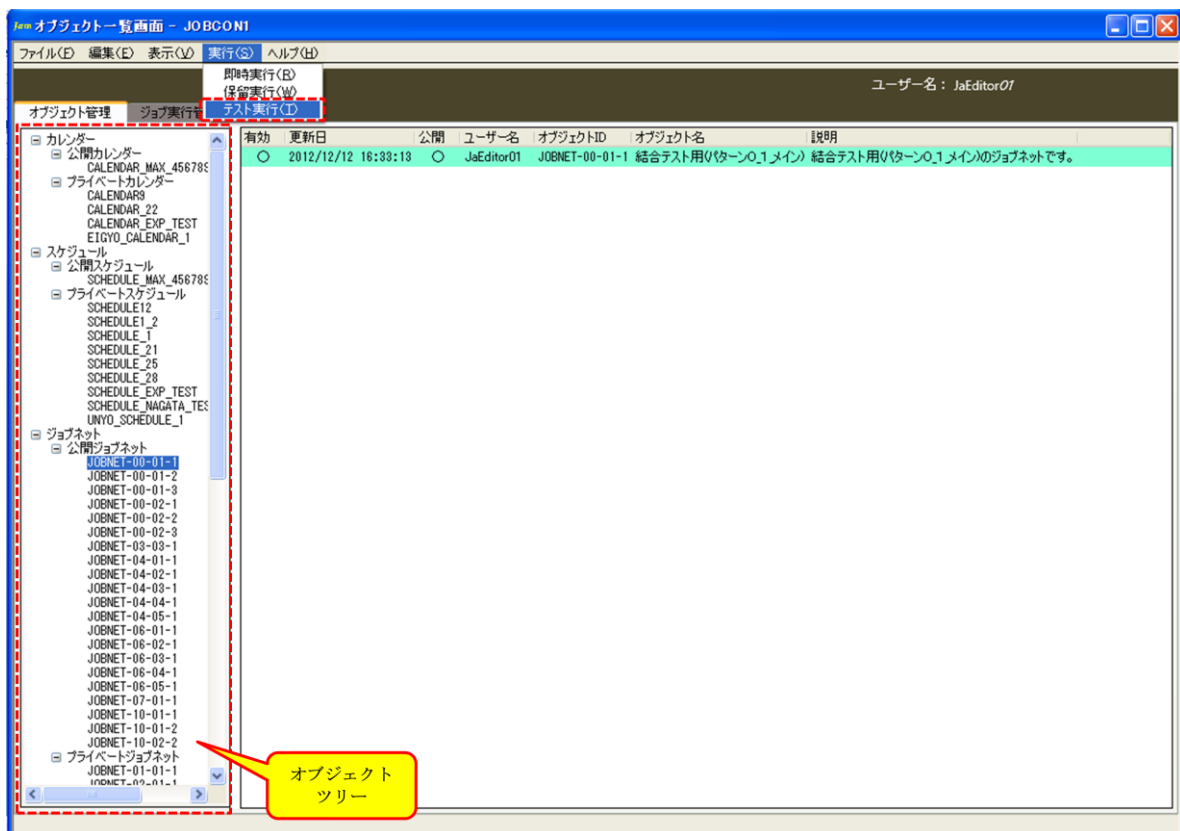 Jam オブジェクト一覧画面 - JOBCON1
ファイル(F) 編集(E) 表示(V) 実行(S) ヘルプ(H)
即時実行(R)
保留実行(W)
テスト実行(T)
ユーザー名： JaEditor01
オブジェクト管理 ジョブ実行
有効 更新日 公開 ユーザー名 オブジェクトID オブジェクト名 説明
○ 2012/12/12 16:33:13 ○ JaEditor01 JOBNET-00-01-1 結合テスト用(パターン0_1_メイン) 結合テスト用(パターン0_1_メイン)のジョブネットです。
カレンダー
公開カレンダー
CALENDAR_MAX_456789
プライベートカレンダー
CALENDAR9
CALENDAR_22
CALENDAR_EXP_TEST
EIGYO_CALENDAR_1
スケジュール
公開スケジュール
SCHEDULE_MAX_456789
プライベートスケジュール
SCHEDULE12
SCHEDULE1_2
SCHEDULE_1
SCHEDULE_21
SCHEDULE_25
SCHEDULE_28
SCHEDULE_EXP_TEST
SCHEDULE_NAGATA_TES
UNYO_SCHEDULE_1
ジョブネット
公開ジョブネット
JOBNET-00-01-1
JOBNET-00-01-2
JOBNET-00-01-3
JOBNET-00-02-1
JOBNET-00-02-2
JOBNET-00-02-3
JOBNET-03-03-1
JOBNET-04-01-1
JOBNET-04-02-1
JOBNET-04-03-1
JOBNET-04-04-1
JOBNET-04-05-1
JOBNET-06-01-1
JOBNET-06-02-1
JOBNET-06-03-1
JOBNET-06-04-1
JOBNET-06-05-1
JOBNET-07-01-1
JOBNET-10-01-1
JOBNET-10-01-2
JOBNET-10-02-2
プライベートジョブネット
JOBNET-01-01-1
JOBNET-02-01-1
オブジェクト
ツリー